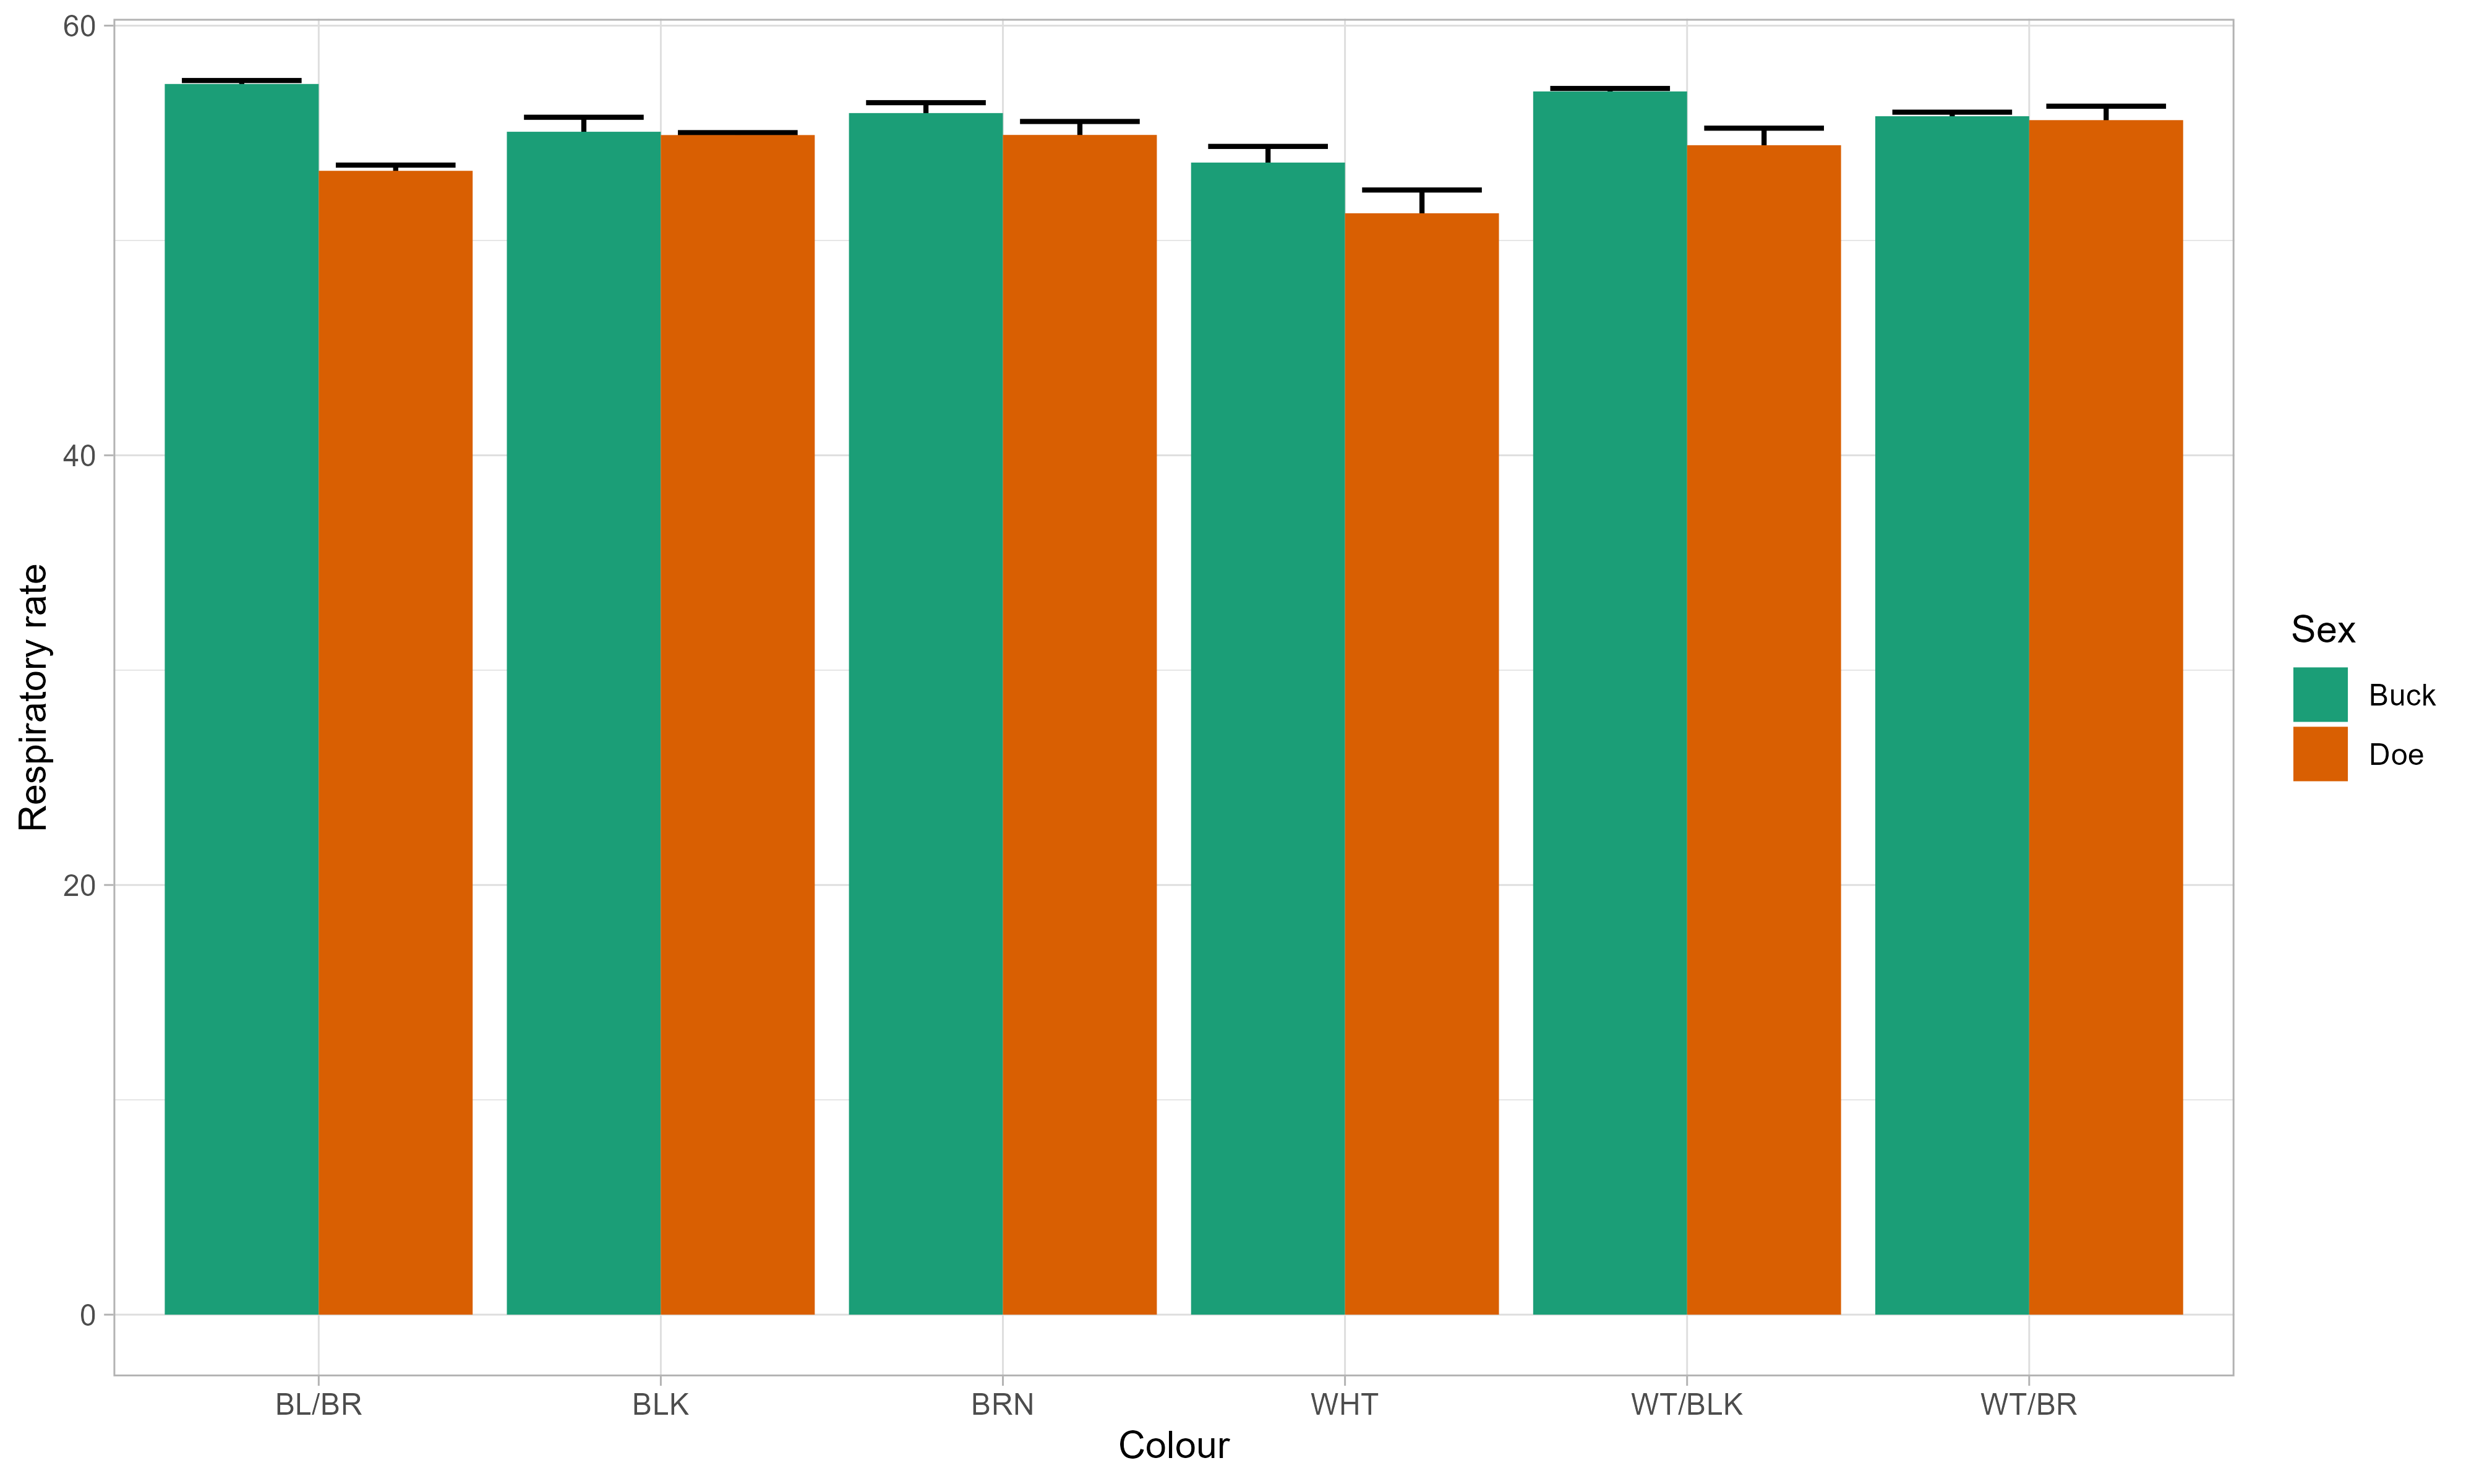 60
40
20
0
Respiratory rate
BL/BR BLK BRN WHT WT/BLK WT/BR
Colour
Sex
Buck
Doe